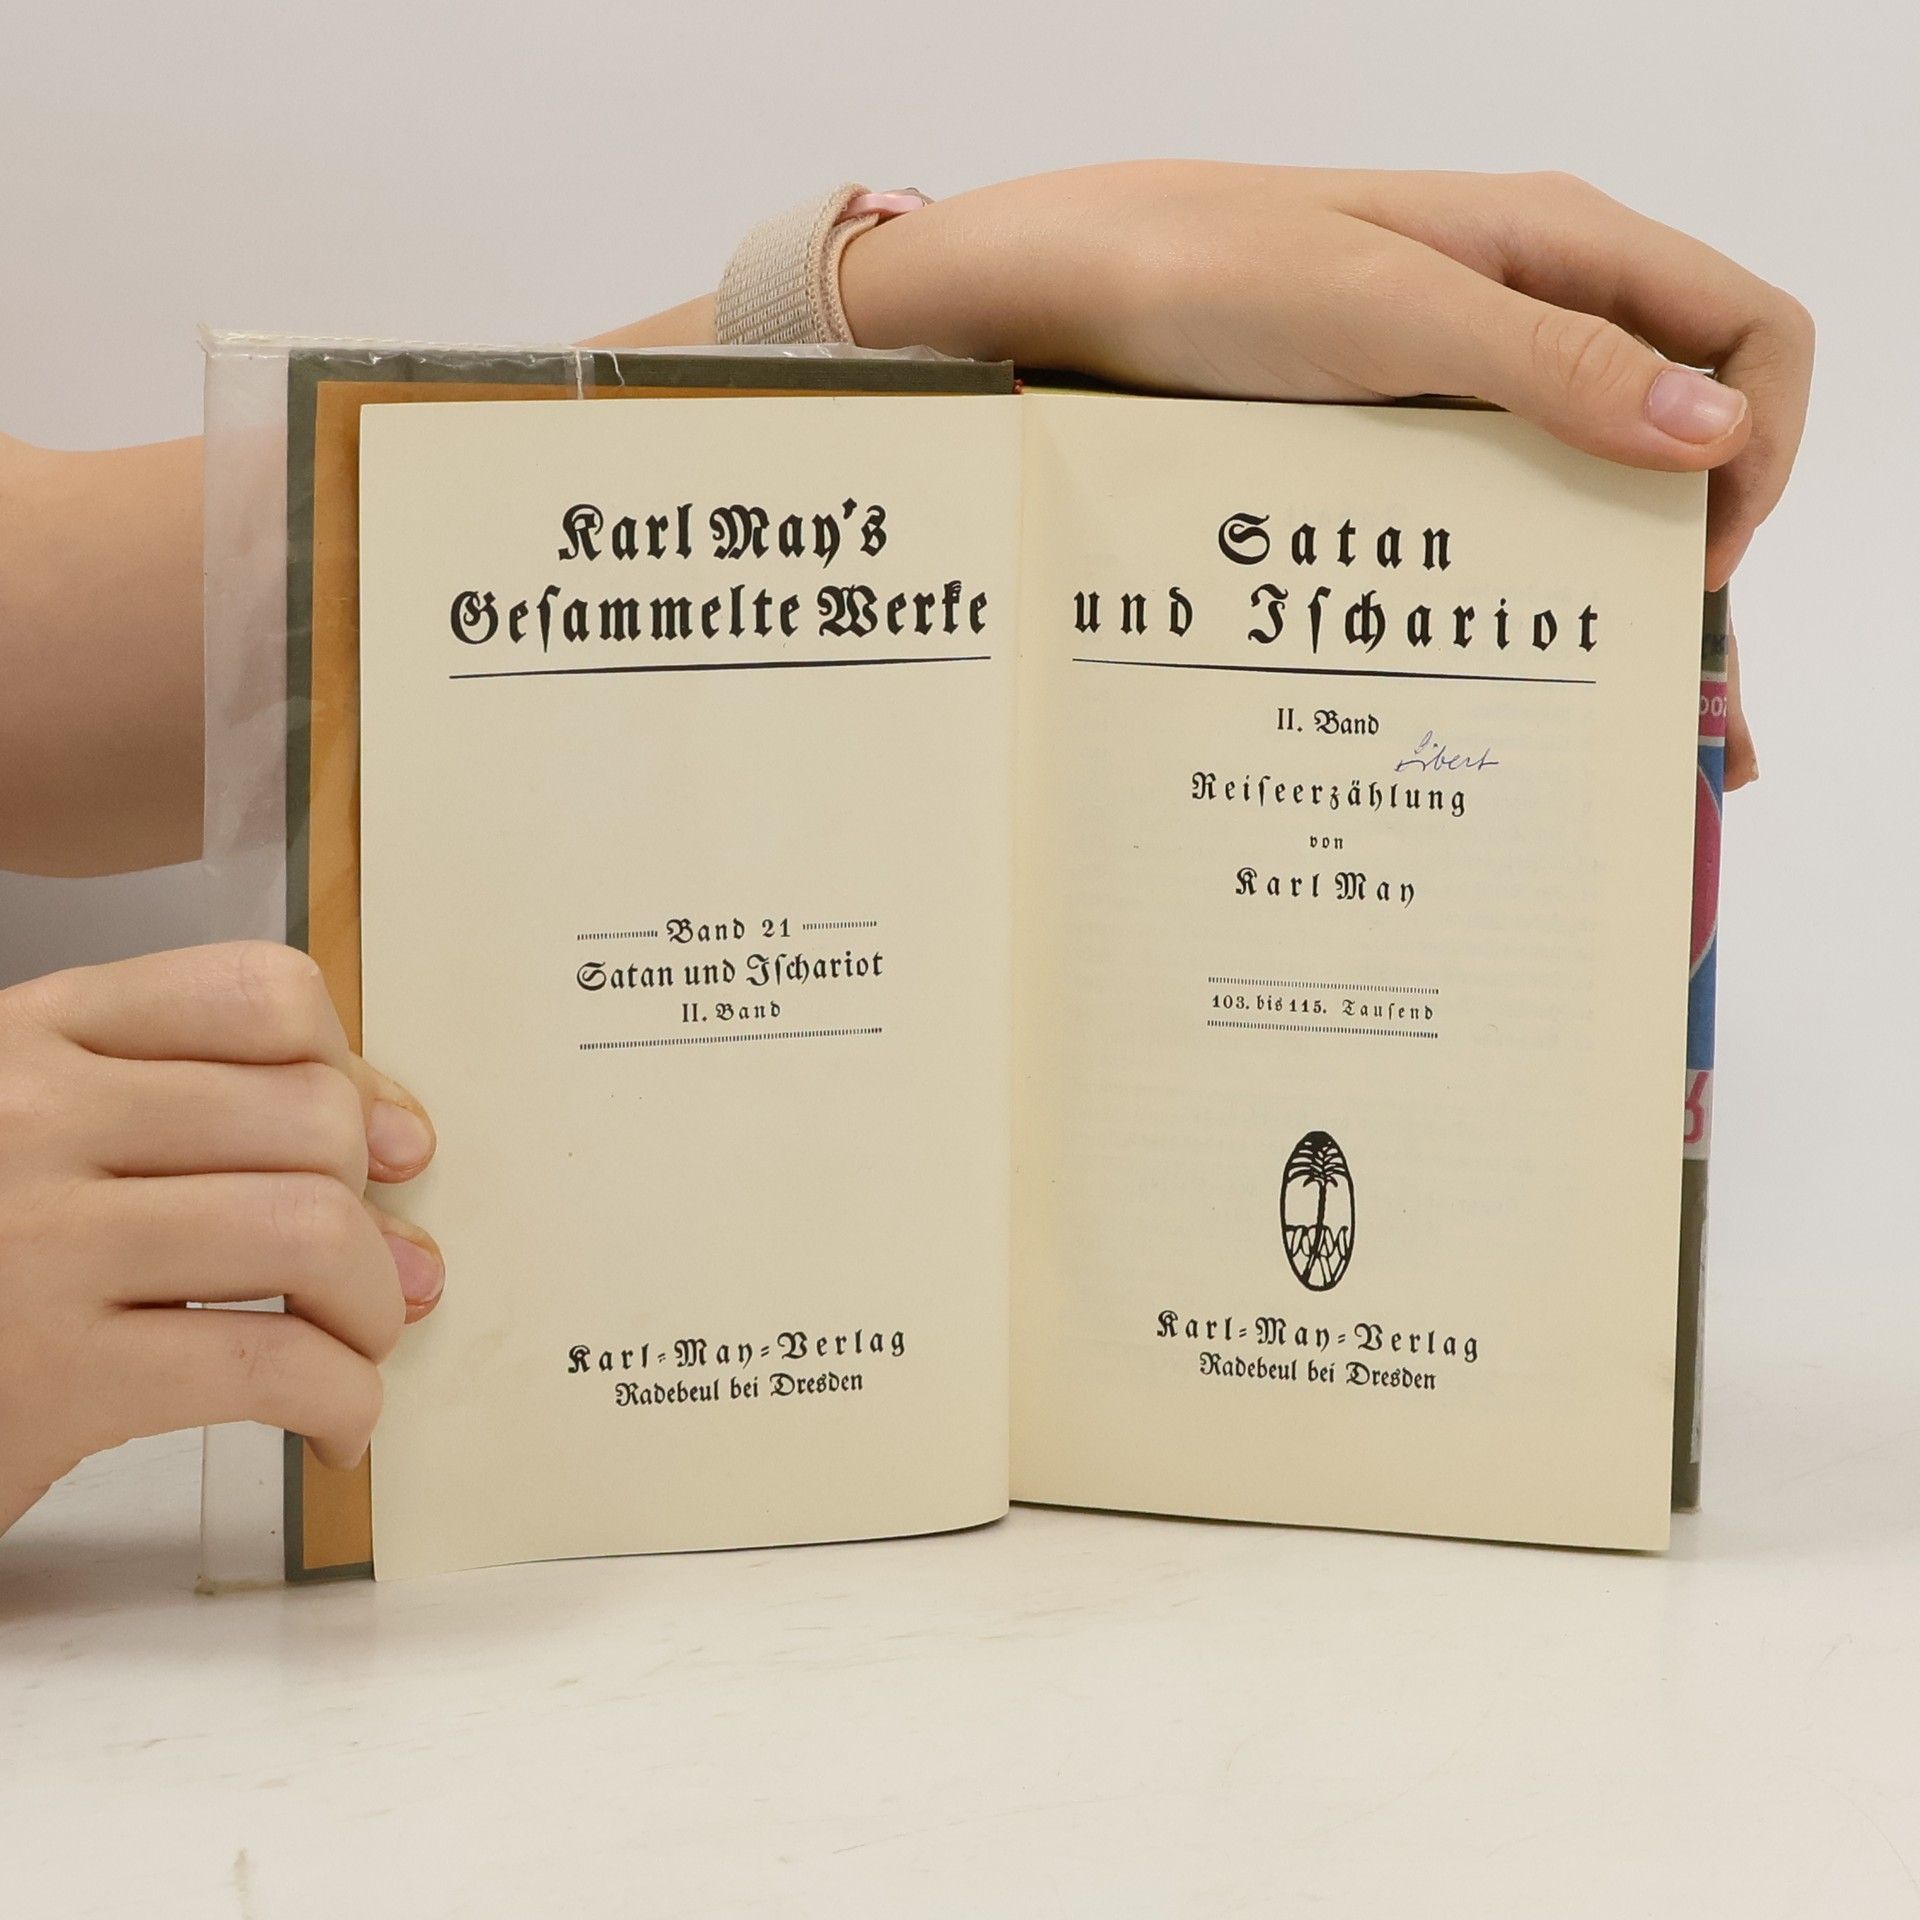 Karl May's
Geſammelte Werke
Band 21
Satan und Iſchariot
II. Band
Karl=May=Verlag
Radebeul bei Dresden
Satan
und Iſchariot
II. Band
Libert
Reiſeerzählung
von
Karl May
103. bis 115. Tauſend
Karl=May=Verlag
Radebeul bei Dresden